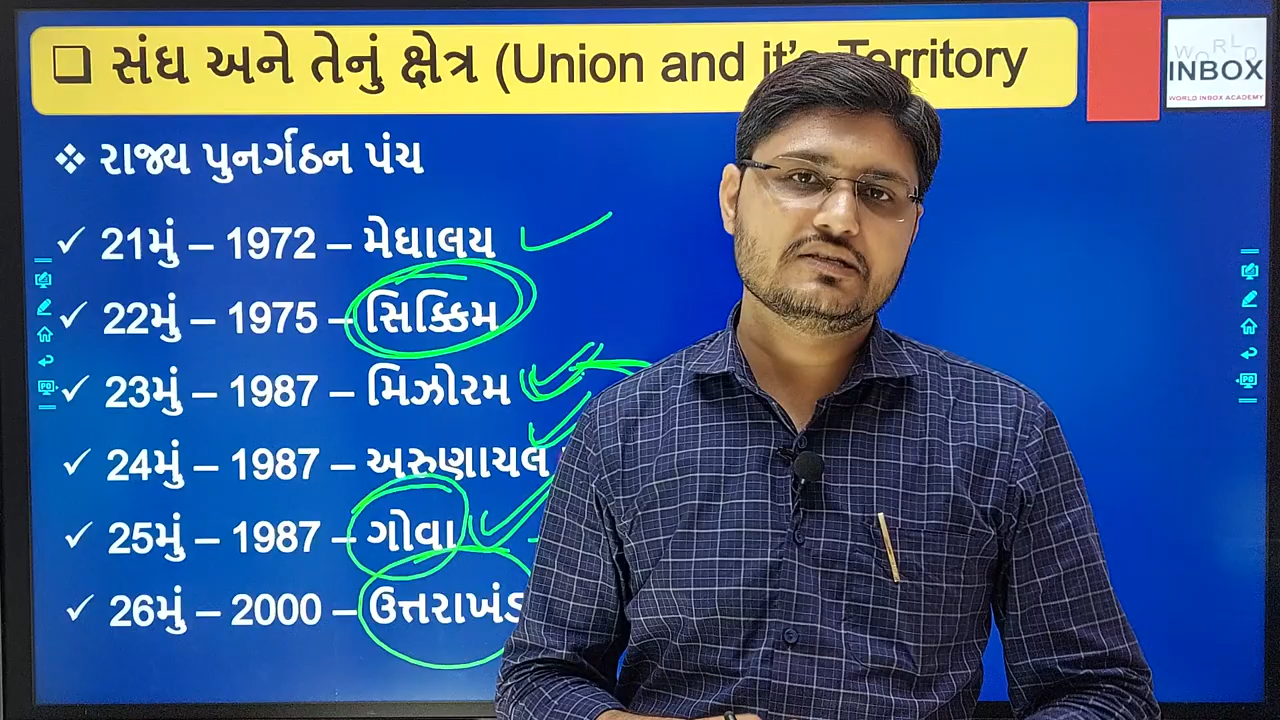 ❑ સંઘ અને તેનું ક્ષેત્ર (Union and it's Territory
WORLD
INBOX
WORLD INBOX ACADEMY
❖ રાજ્ય પુનર્ગઠન પંચ
✓ 21મું – 1972 – મેઘાલય
✓ 22મું – 1975 – સિક્કિમ
✓ 23મું – 1987 – મિઝોરમ
✓ 24મું – 1987 – અરુણાચલ
✓ 25મું – 1987 – ગોવા
✓ 26મું – 2000 – ઉત્તરાખંડ